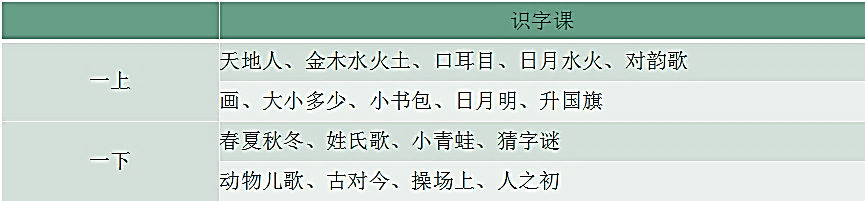 识字课
一上
天地人、金木水火土、口耳目、日月水火、对韵歌
画、大小多少、小书包、日月明、升国旗
一下
春夏秋冬、姓氏歌、小青蛙、猜字谜
动物儿歌、古对今、操场上、人之初